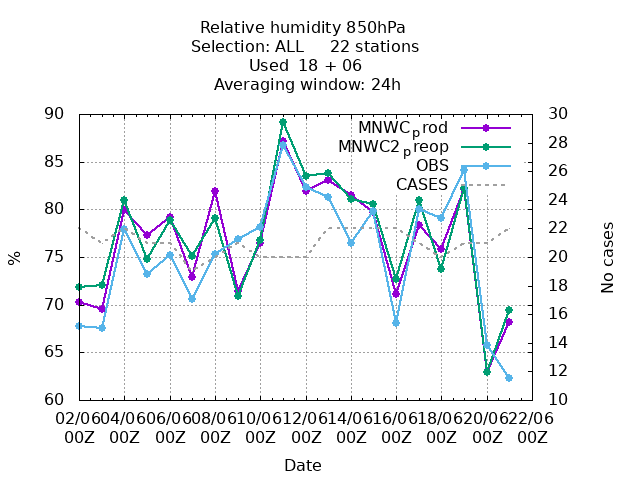 Relative humidity 850hPa
Selection: ALL 22 stations
Used 18 + 06
Averaging window: 24h
90 30
MNWCprod
28
MNWC2preop
85 26
OBS
CASES
24
80
22
% 75 20 No cases
18
70
16
65 14
12
60 10
02/06 04/06 06/06 08/06 10/06 12/06 14/06 16/06 18/06 20/06 22/06
00Z 00Z 00Z 00Z 00Z 00Z 00Z 00Z 00Z 00Z 00Z
Date